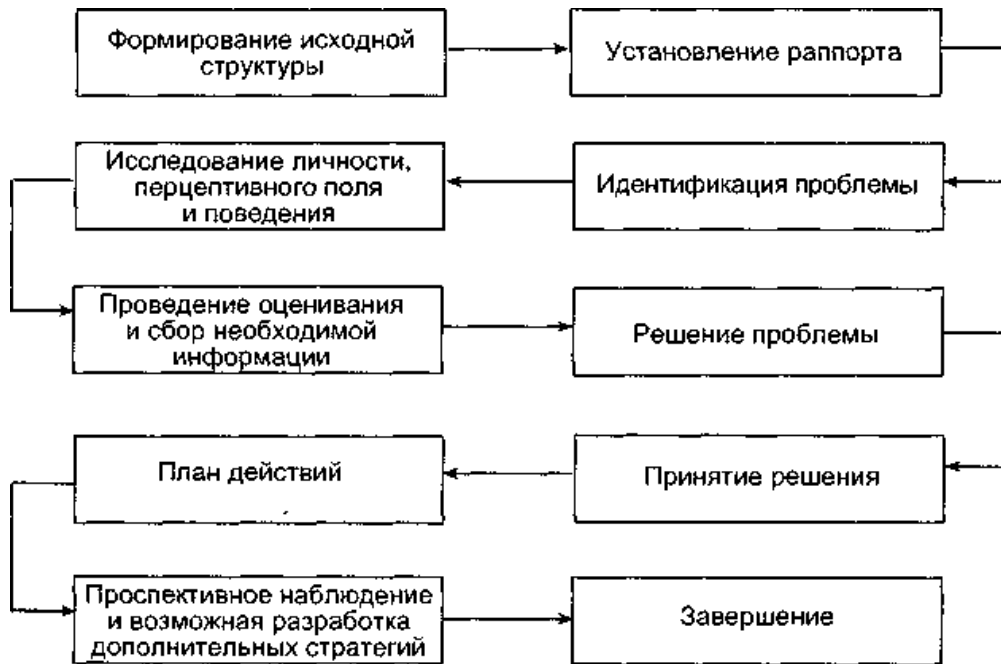 Формирование исходной
структуры
Установление раппорта
Исследование личности,
перцептивного поля
и поведения
Идентификация проблемы
Проведение оценивания
и сбор необходимой
информации
Решение проблемы
План действий
Принятие решения
Проспективное наблюдение
и возможная разработка
дополнительных стратегий
Завершение